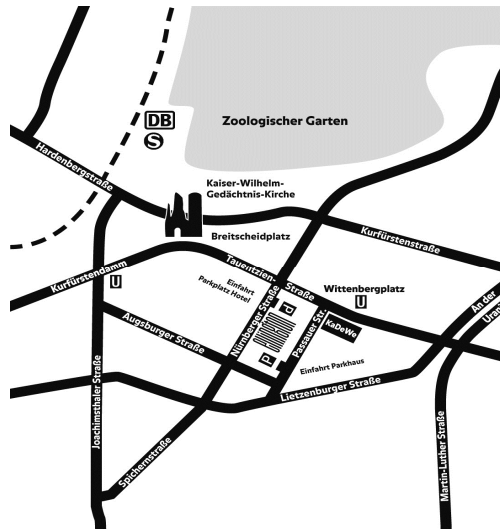 DB
S
Zoologischer Garten
Hardenbergstraße
Kaiser-Wilhelm-
Gedächtnis-Kirche
Breitscheidplatz
Kurfürstenstraße
Kurfürstendamm
Tauentzien-
Straße
U
Einfahrt
Parkplatz Hotel
Wittenbergplatz
U
An der
Urania
Nürnberger Straße
P
Passauer Str.
KaDeWe
Augsburger Straße
P
Einfahrt Parkhaus
Lietzenburger Straße
Joachimsthaler Straße
Spichernstraße
Martin-Luther Straße